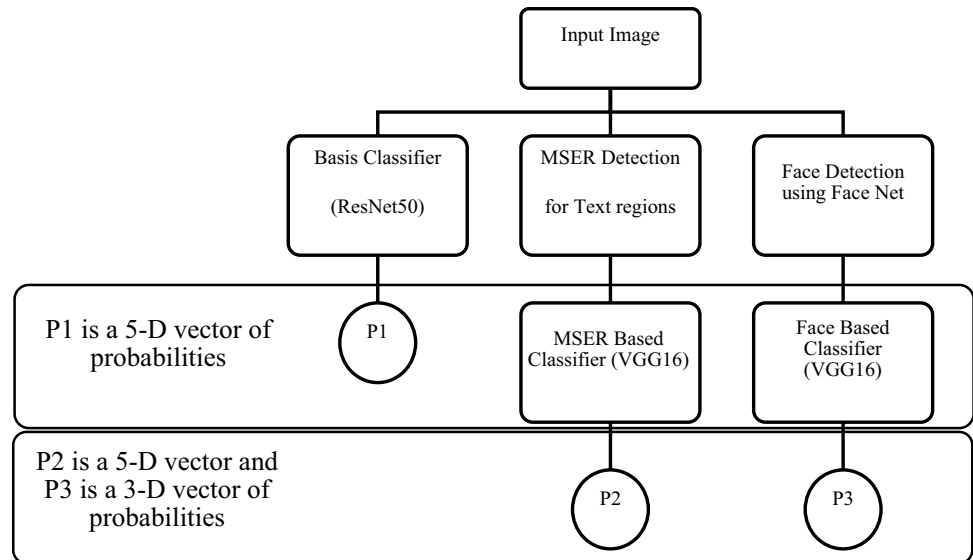 Input Image
Basis Classifier
(ResNet50)
MSER Detection
for Text regions
Face Detection
using Face Net
P1 is a 5-D vector of
probabilities
P1
MSER Based
Classifier (VGG16)
Face Based
Classifier
(VGG16)
P2 is a 5-D vector and
P3 is a 3-D vector of
probabilities
P2
P3